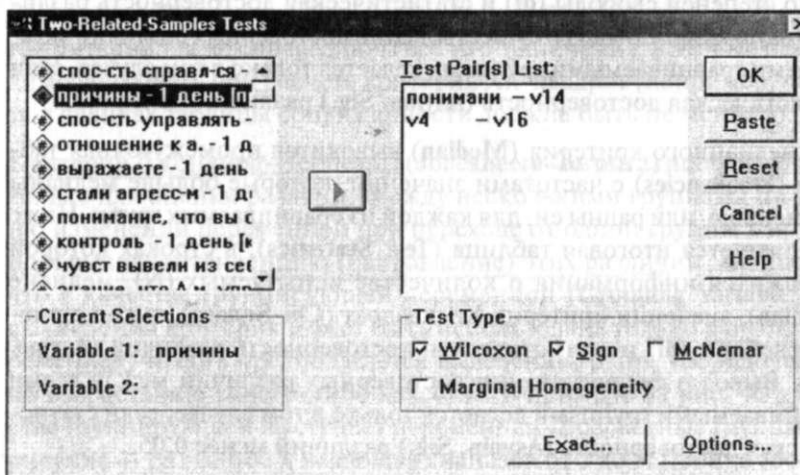 Two-Related-Samples Tests
спос-сть справл-ся -
причины - 1 день [п
спос-сть управлять -
отношение к а. - 1 д
выражаете - 1 день
стали агресс-м - 1 де
понимание, что вы в
контроль - 1 день [к
чувст вывели из себ
Test Pair(s) List:
понимани – v14
v4 – v16
OK
Paste
Reset
Cancel
Help
Current Selections
Variable 1: причины
Variable 2:
Test Type
Wilcoxon Sign McNemar
Marginal Homogeneity
Exact... Options...